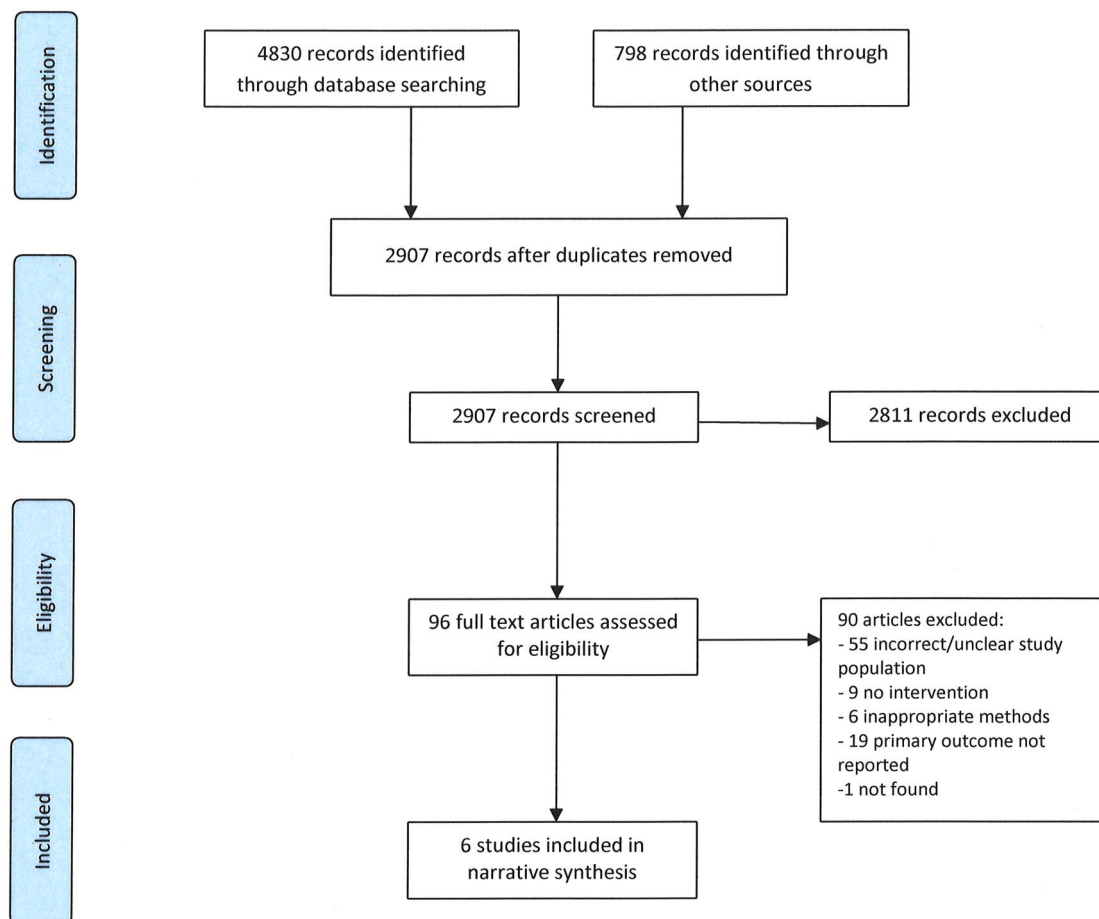 Identification
4830 records identified
through database searching
798 records identified through
other sources
2907 records after duplicates removed
Screening
2907 records screened
2811 records excluded
Eligibility
96 full text articles assessed
for eligibility
90 articles excluded:
- 55 incorrect/unclear study
population
- 9 no intervention
- 6 inappropriate methods
- 19 primary outcome not
reported
-1 not found
Included
6 studies included in
narrative synthesis